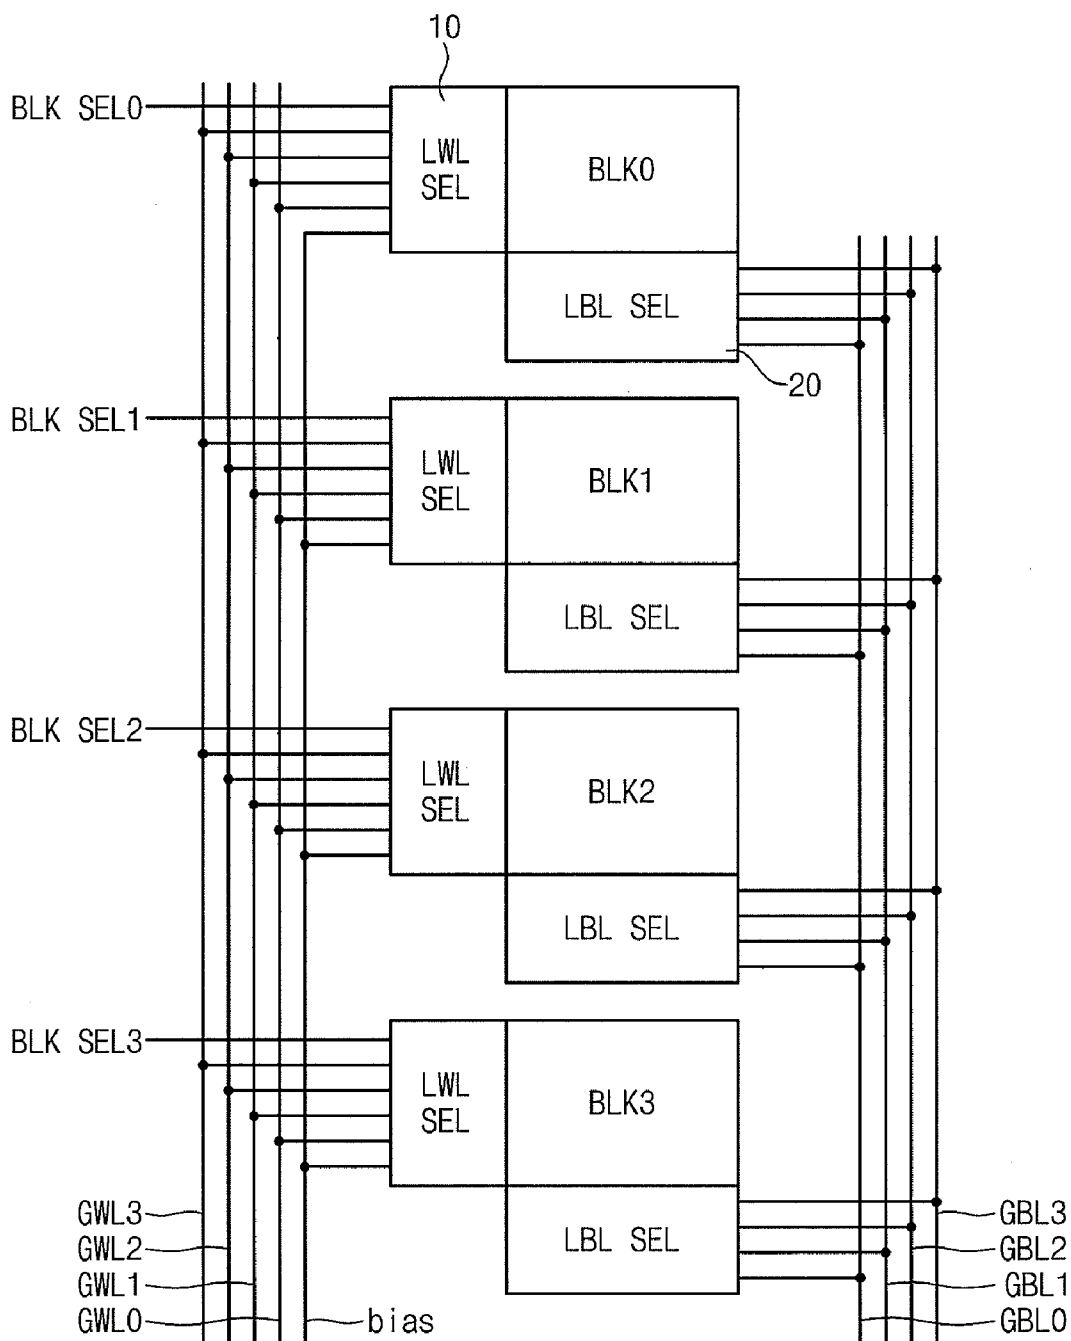 10
BLK SEL0
LWL
SEL
BLK0
LBL SEL
20
BLK SEL1
LWL
SEL
BLK1
LBL SEL
BLK SEL2
LWL
SEL
BLK2
LBL SEL
BLK SEL3
LWL
SEL
BLK3
LBL SEL
GWL3
GWL2
GWL1
GWL0
bias
GBL3
GBL2
GBL1
GBL0